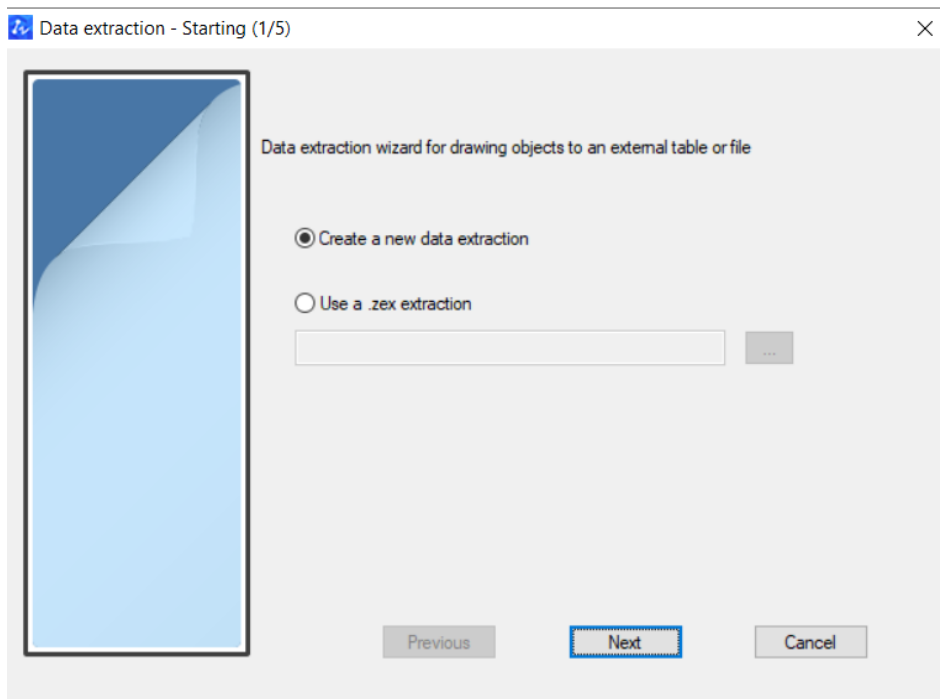 Data extraction - Starting (1/5)
Data extraction wizard for drawing objects to an external table or file
Create a new data extraction
Use a .zex extraction
...
Previous
Next
Cancel